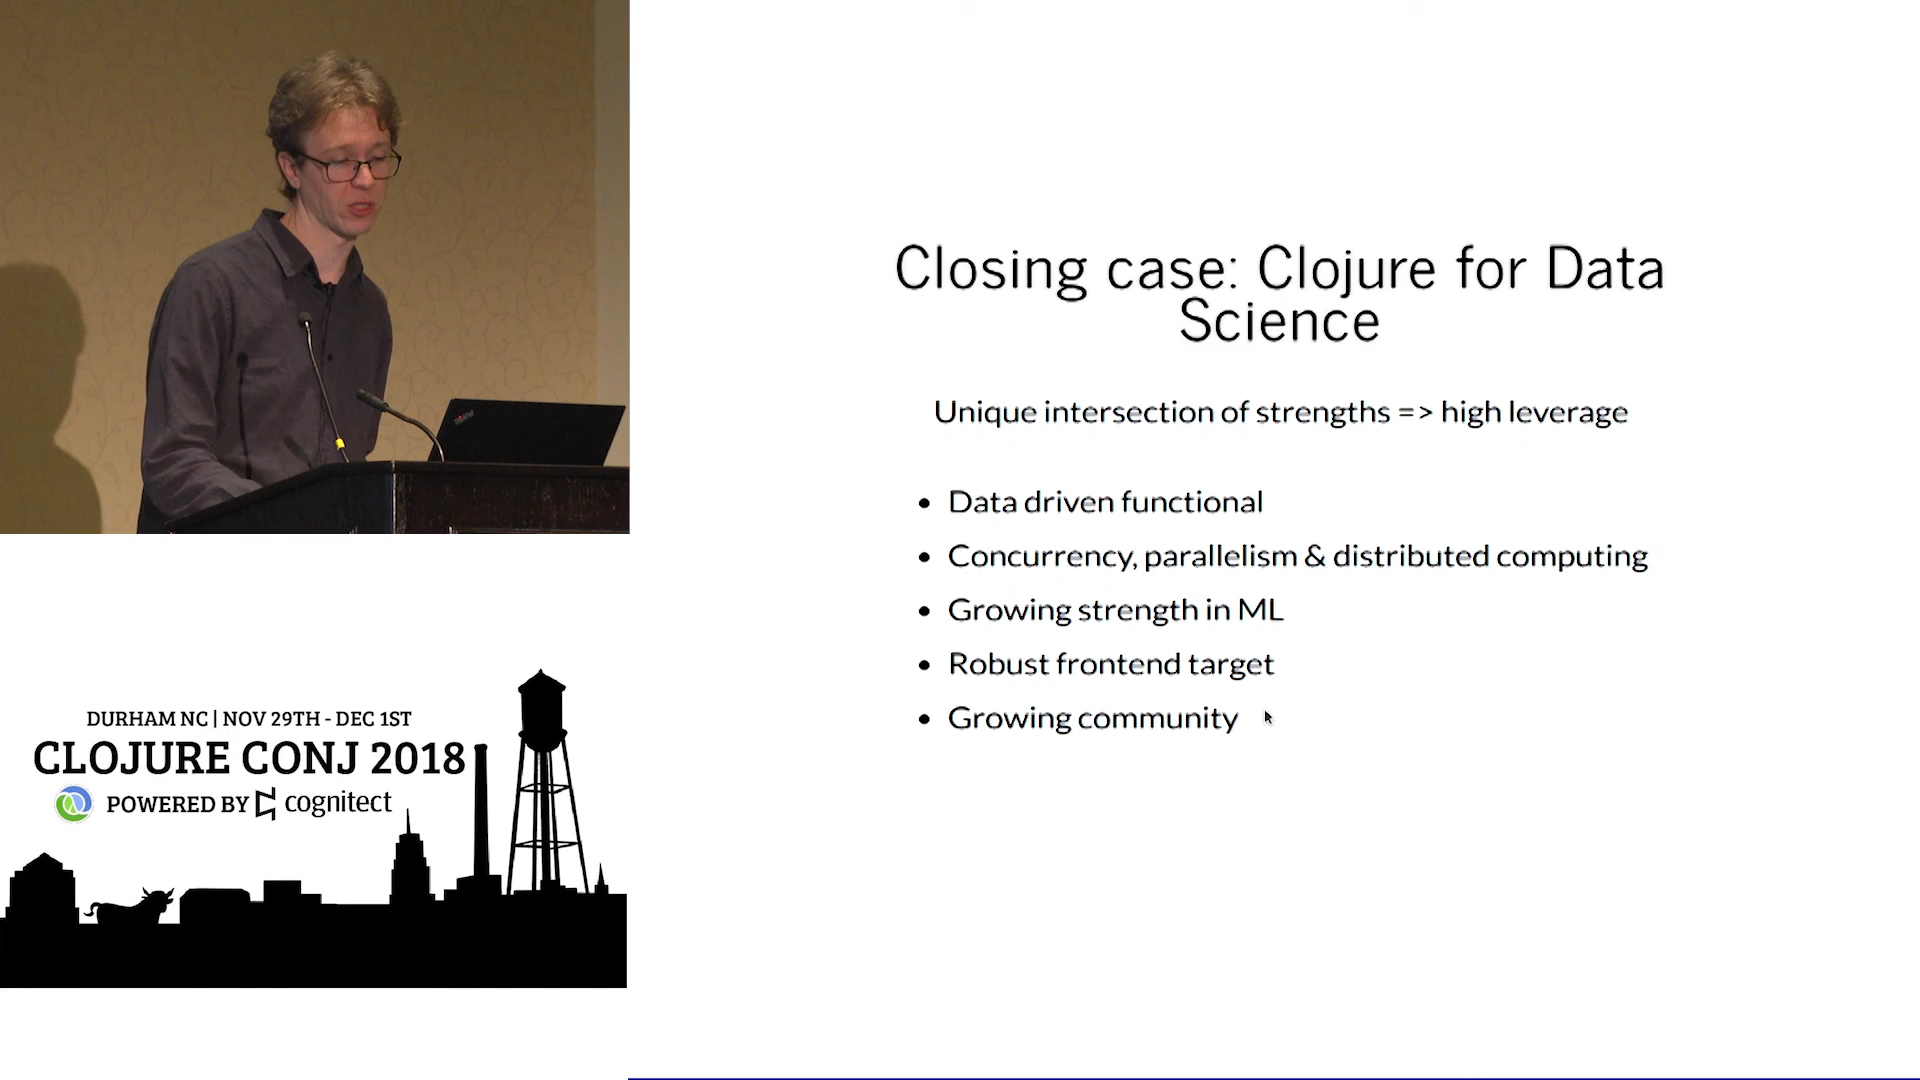 Closing case: Clojure for Data
Science
Unique intersection of strengths => high leverage
• Data driven functional
• Concurrency, parallelism & distributed computing
• Growing strength in ML
• Robust frontend target
• Growing community
DURHAM NC | NOV 29TH - DEC 1ST
CLOJURE CONJ 2018
POWERED BY cognitect